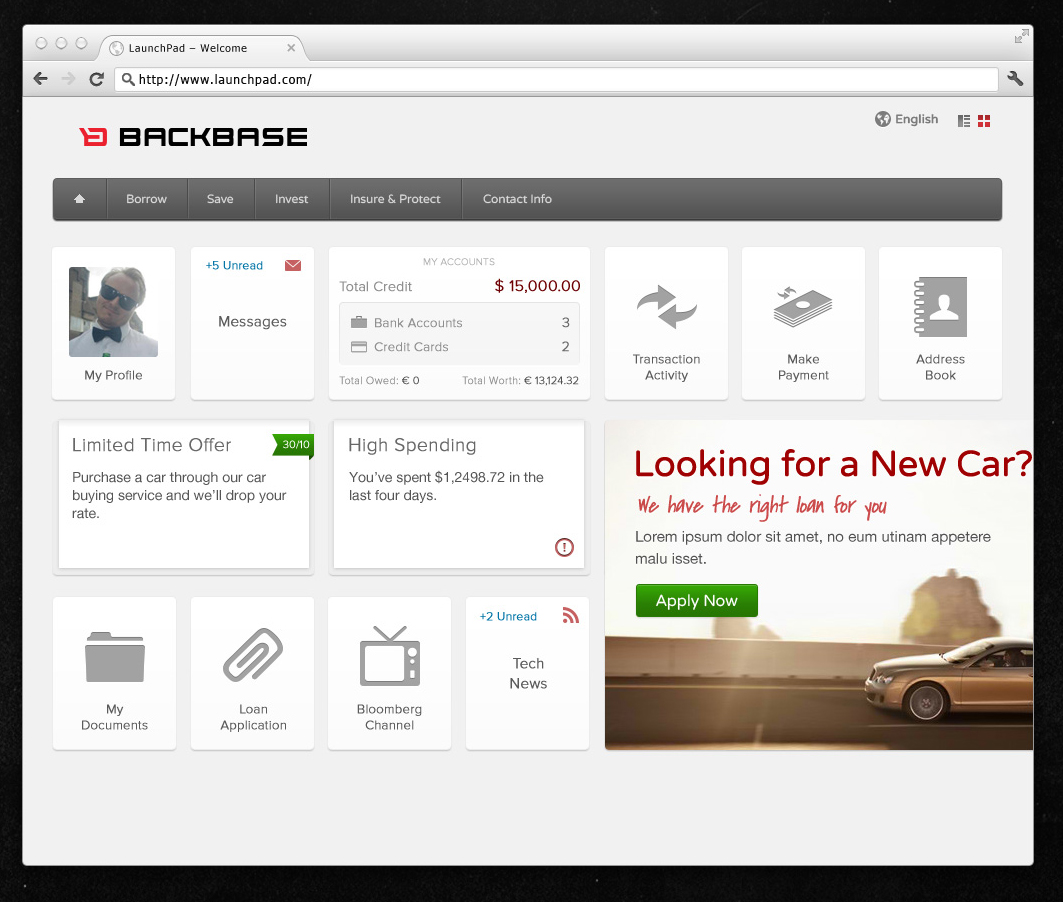 LaunchPad – Welcome
http://www.launchpad.com/
English
BACKBASE
Borrow
Save
Invest
Insure & Protect
Contact Info
My Profile
+5 Unread
Messages
MY ACCOUNTS
Total Credit $ 15,000.00
Bank Accounts 3
Credit Cards 2
Total Owed: € 0 Total Worth: € 13,124.32
Transaction
Activity
Make
Payment
Address
Book
Limited Time Offer
30/10
Purchase a car through our car
buying service and we'll drop your
rate.
High Spending
You've spent $1,2498.72 in the
last four days.
Looking for a New Car?
We have the right loan for you
Lorem ipsum dolor sit amet, no eum utinam appetere
malu isset.
Apply Now
My
Documents
Loan
Application
Bloomberg
Channel
+2 Unread
Tech
News